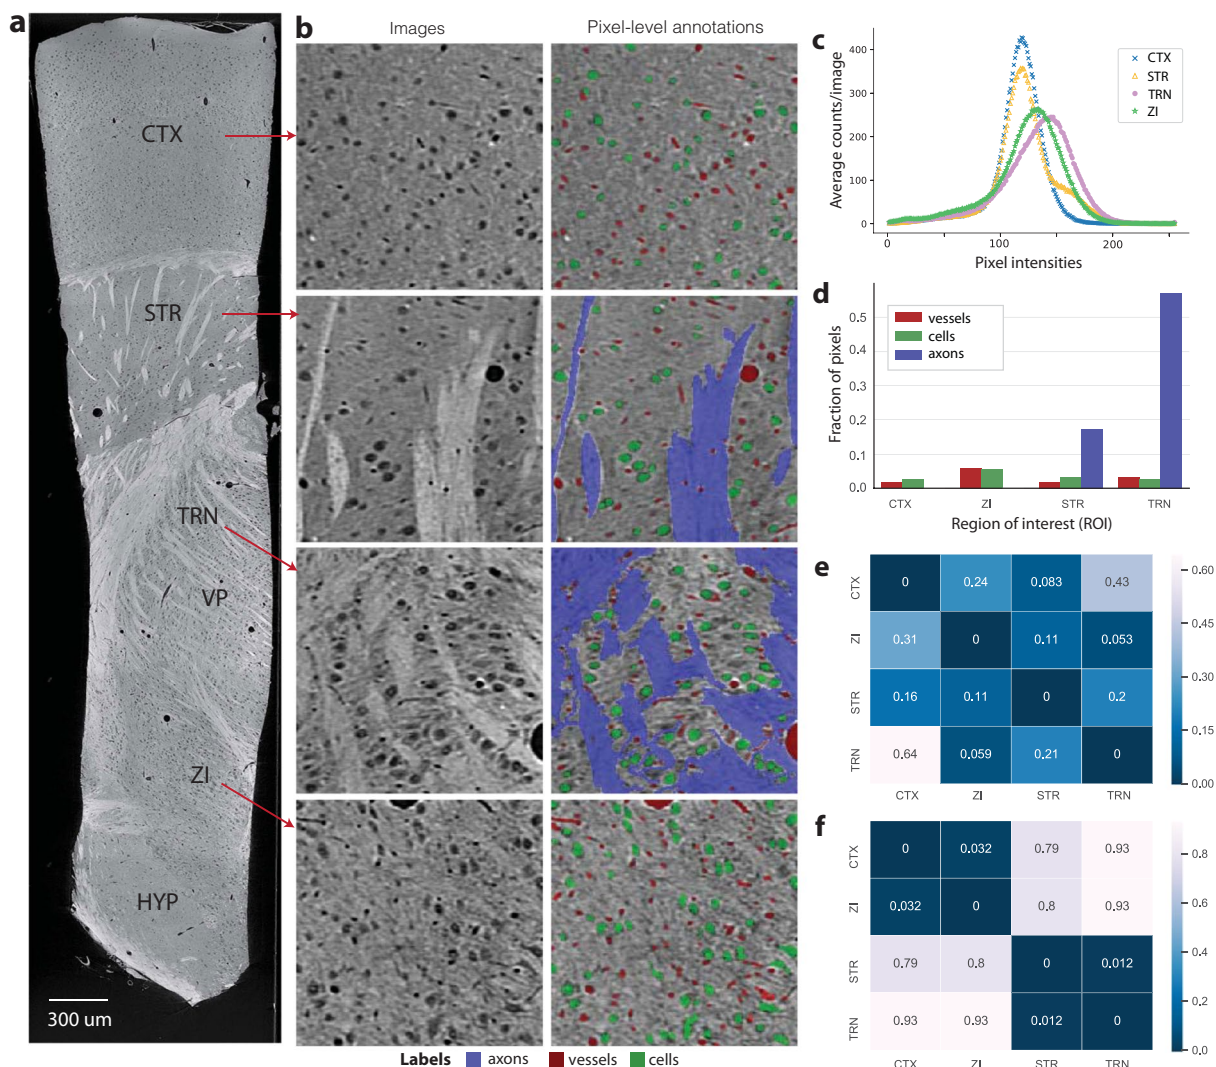 a
CTX
STR
TRN
VP
ZI
HYP
300 um
b
Images
Pixel-level annotations
Labels axons vessels cells
c
Average counts/image
400
300
200
100
0
0 100 200
Pixel intensities
CTX
STR
TRN
ZI
d
Fraction of pixels
0.5
0.4
0.3
0.2
0.1
0.0
vessels
cells
axons
CTX ZI STR TRN
Region of interest (ROI)
e
CTX 0 0.24 0.083 0.43
ZI 0.31 0 0.11 0.053
STR 0.16 0.11 0 0.2
TRN 0.64 0.059 0.21 0
CTX ZI STR TRN
0.60
0.45
0.30
0.15
0.00
f
CTX 0 0.032 0.79 0.93
ZI 0.032 0 0.8 0.93
STR 0.79 0.8 0 0.012
TRN 0.93 0.93 0.012 0
CTX ZI STR TRN
0.8
0.6
0.4
0.2
0.0